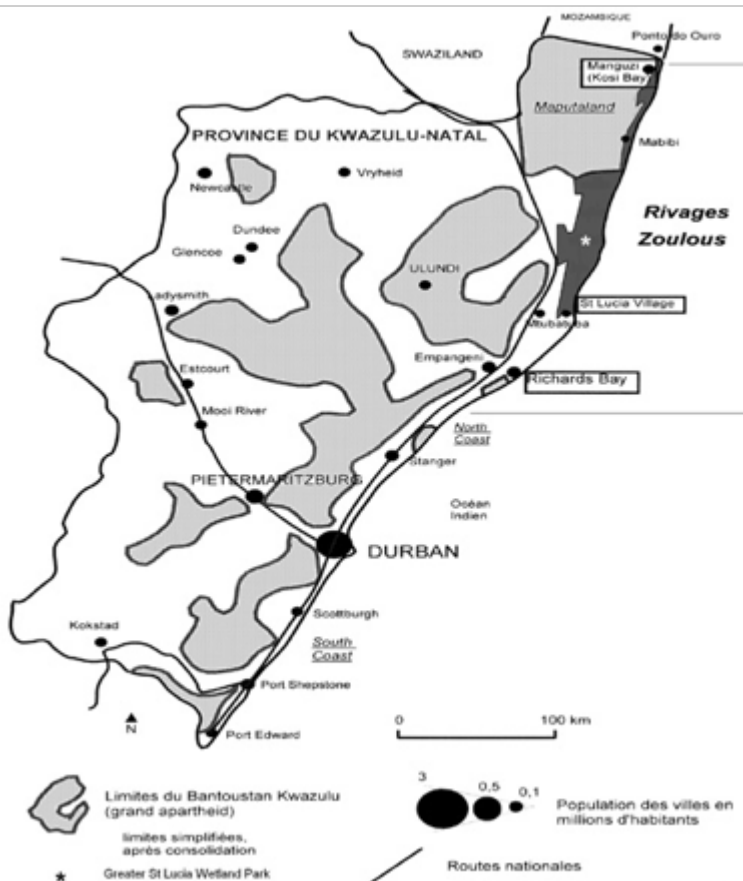 MOZAMBIQUE
Ponto do Ouro
SWAZILAND
Manguzi
(Kosi Bay
Maputaland
PROVINCE DU KWAZULU-NATAL
Mabibi
Newcastle
Vryheid
Rivages
Zoulous
Dundee
Glencoe
ULUNDI
*
Ladysmith
St Lucia Village
Mtubatuba
Empangeni
Richards Bay
Estcourt
Mooi River
North
Coast
Stanger
PIETERMARITZBURG
Océan
Indien
DURBAN
Scottburgh
Kokstad
South
Coast
Port Shepstone
N
Port Edward
0 100 km
3 0,5 0,1
Limites du Bantoustan Kwazulu
(grand apartheid)
limites simplifiées,
après consolidation
* Greater St Lucia Wetland Park
Population des villes en
millions d'habitants
Routes nationales